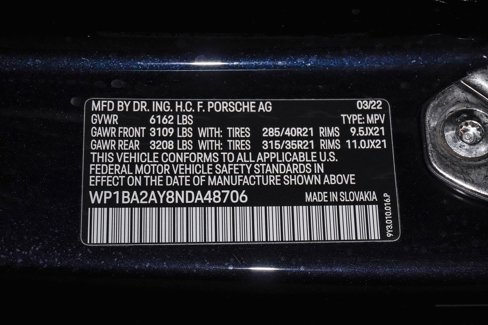 MFD BY DR. ING. H.C. F. PORSCHE AG 03/22
GVWR 6162 LBS TYPE: MPV
GAWR FRONT 3109 LBS WITH: TIRES 285/40R21 RIMS 9.5JX21
GAWR REAR 3208 LBS WITH: TIRES 315/35R21 RIMS 11.0JX21
THIS VEHICLE CONFORMS TO ALL APPLICABLE U.S.
FEDERAL MOTOR VEHICLE SAFETY STANDARDS IN
EFFECT ON THE DATE OF MANUFACTURE SHOWN ABOVE
WP1BA2AY8NDA48706 MADE IN SLOVAKIA
9Y3.010.016.P